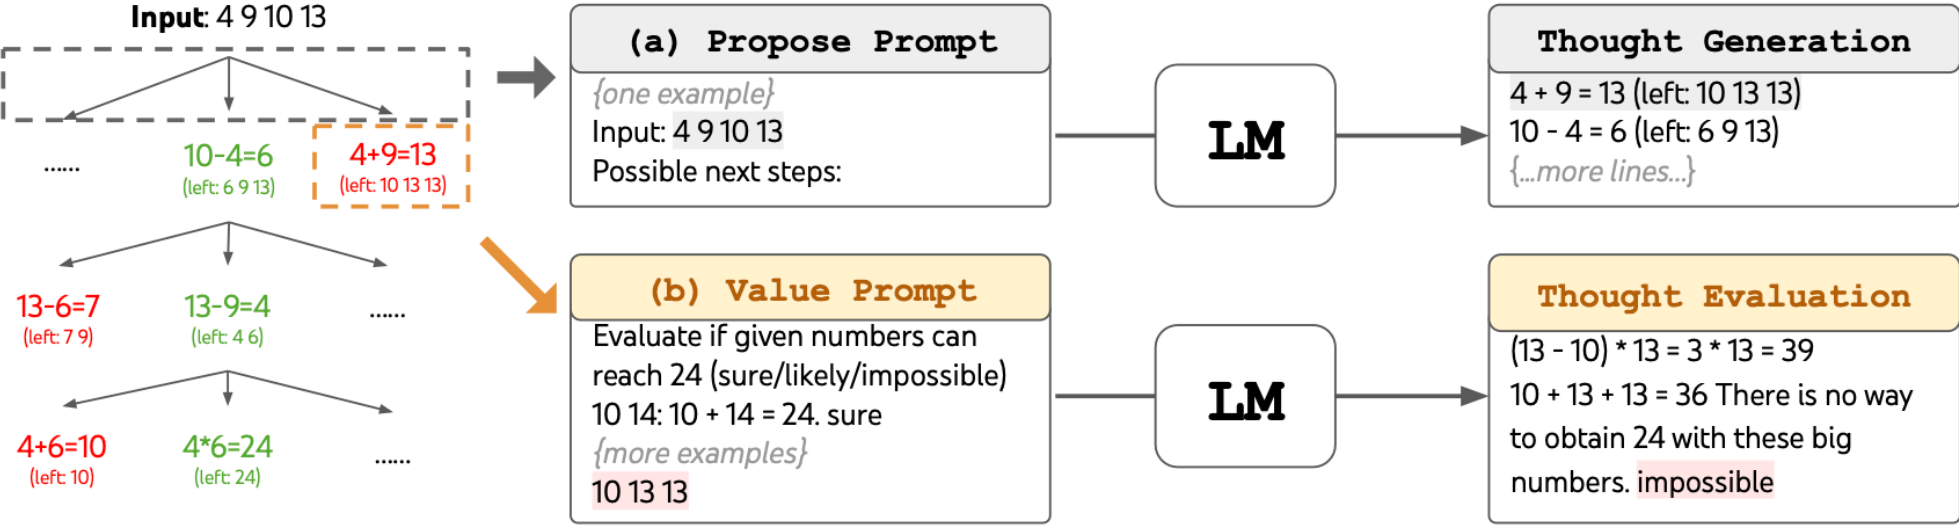 Input: 4 9 10 13
......
10-4=6
(left: 6 9 13)
4+9=13
(left: 10 13 13)
13-6=7
(left: 7 9)
13-9=4
(left: 4 6)
......
4+6=10
(left: 10)
4*6=24
(left: 24)
......
(a) Propose Prompt
{one example}
Input: 4 9 10 13
Possible next steps:
LM
Thought Generation
4 + 9 = 13 (left: 10 13 13)
10 - 4 = 6 (left: 6 9 13)
{...more lines...}
(b) Value Prompt
Evaluate if given numbers can
reach 24 (sure/likely/impossible)
10 14: 10 + 14 = 24. sure
{more examples}
10 13 13
LM
Thought Evaluation
(13 - 10) * 13 = 3 * 13 = 39
10 + 13 + 13 = 36 There is no way
to obtain 24 with these big
numbers. impossible